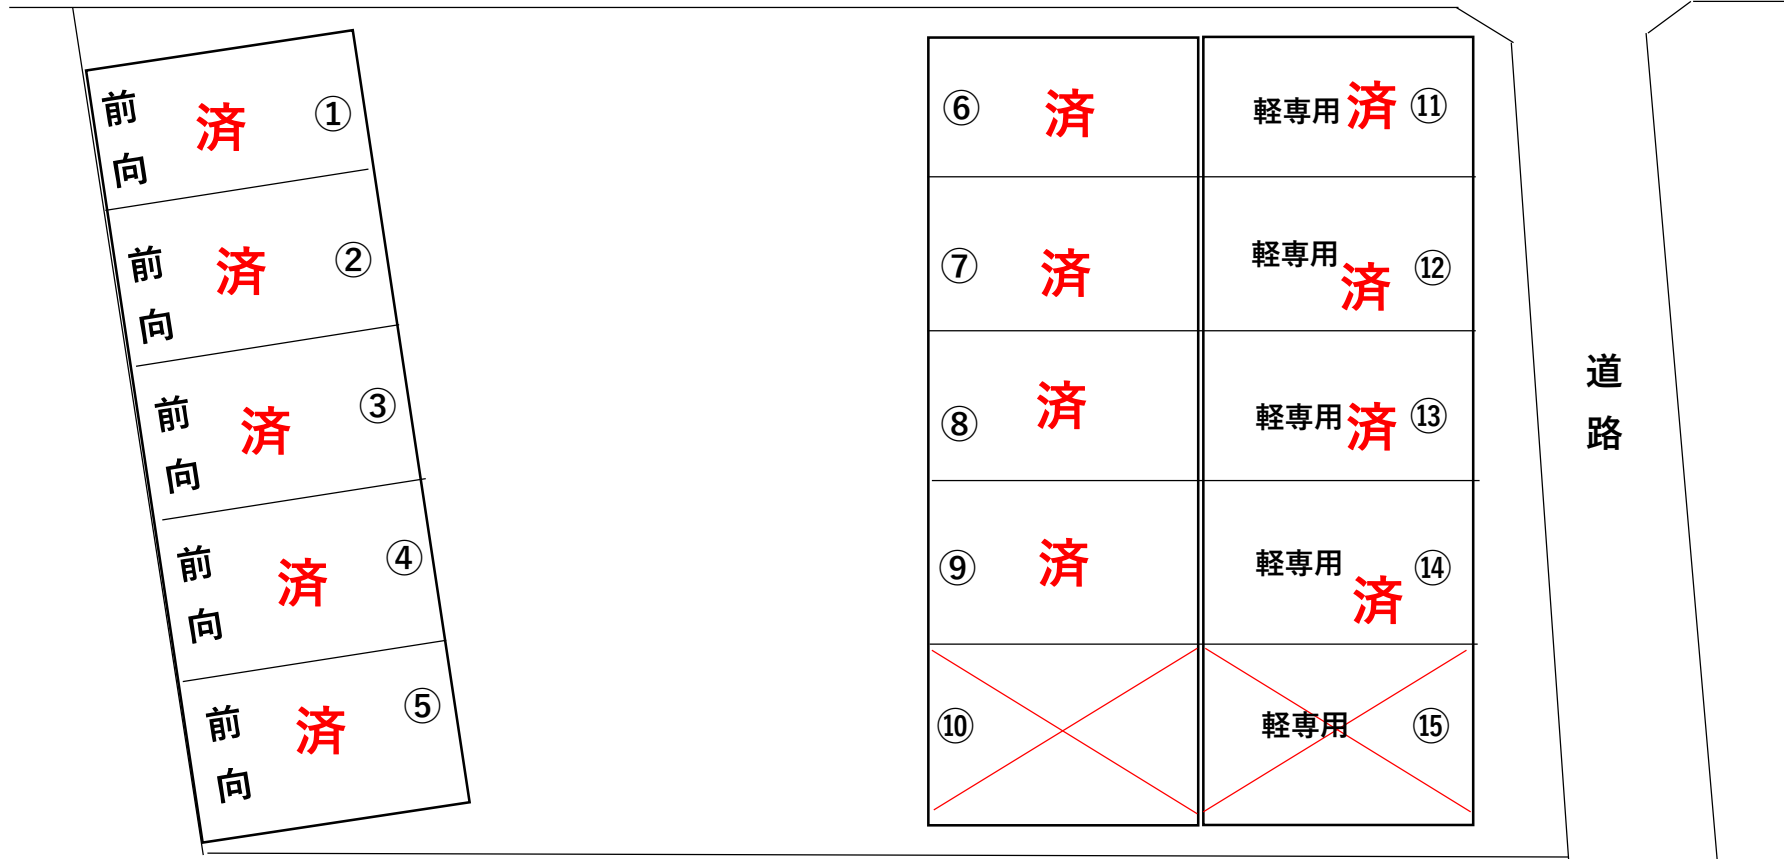 前向 済 ①
前向 済 ②
前向 済 ③
前向 済 ④
前向 済 ⑤
⑥ 済
⑦ 済
⑧ 済
⑨ 済
⑩
軽専用 済 ⑪
軽専用 済 ⑫
軽専用 済 ⑬
軽専用 済 ⑭
軽専用 ⑮
道路